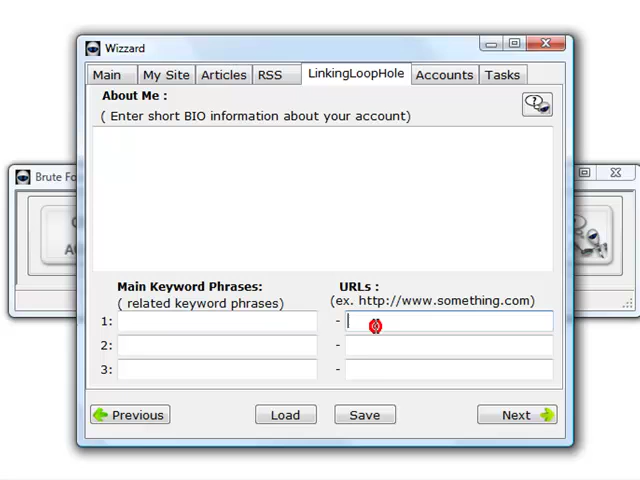 Wizzard
Main My Site Articles RSS LinkingLoopHole Accounts Tasks
About Me :
( Enter short BIO information about your account)
Brute Fo
Main Keyword Phrases: URLs :
( related keyword phrases) (ex. http://www.something.com)
1: -
2: -
3: -
Previous Load Save Next